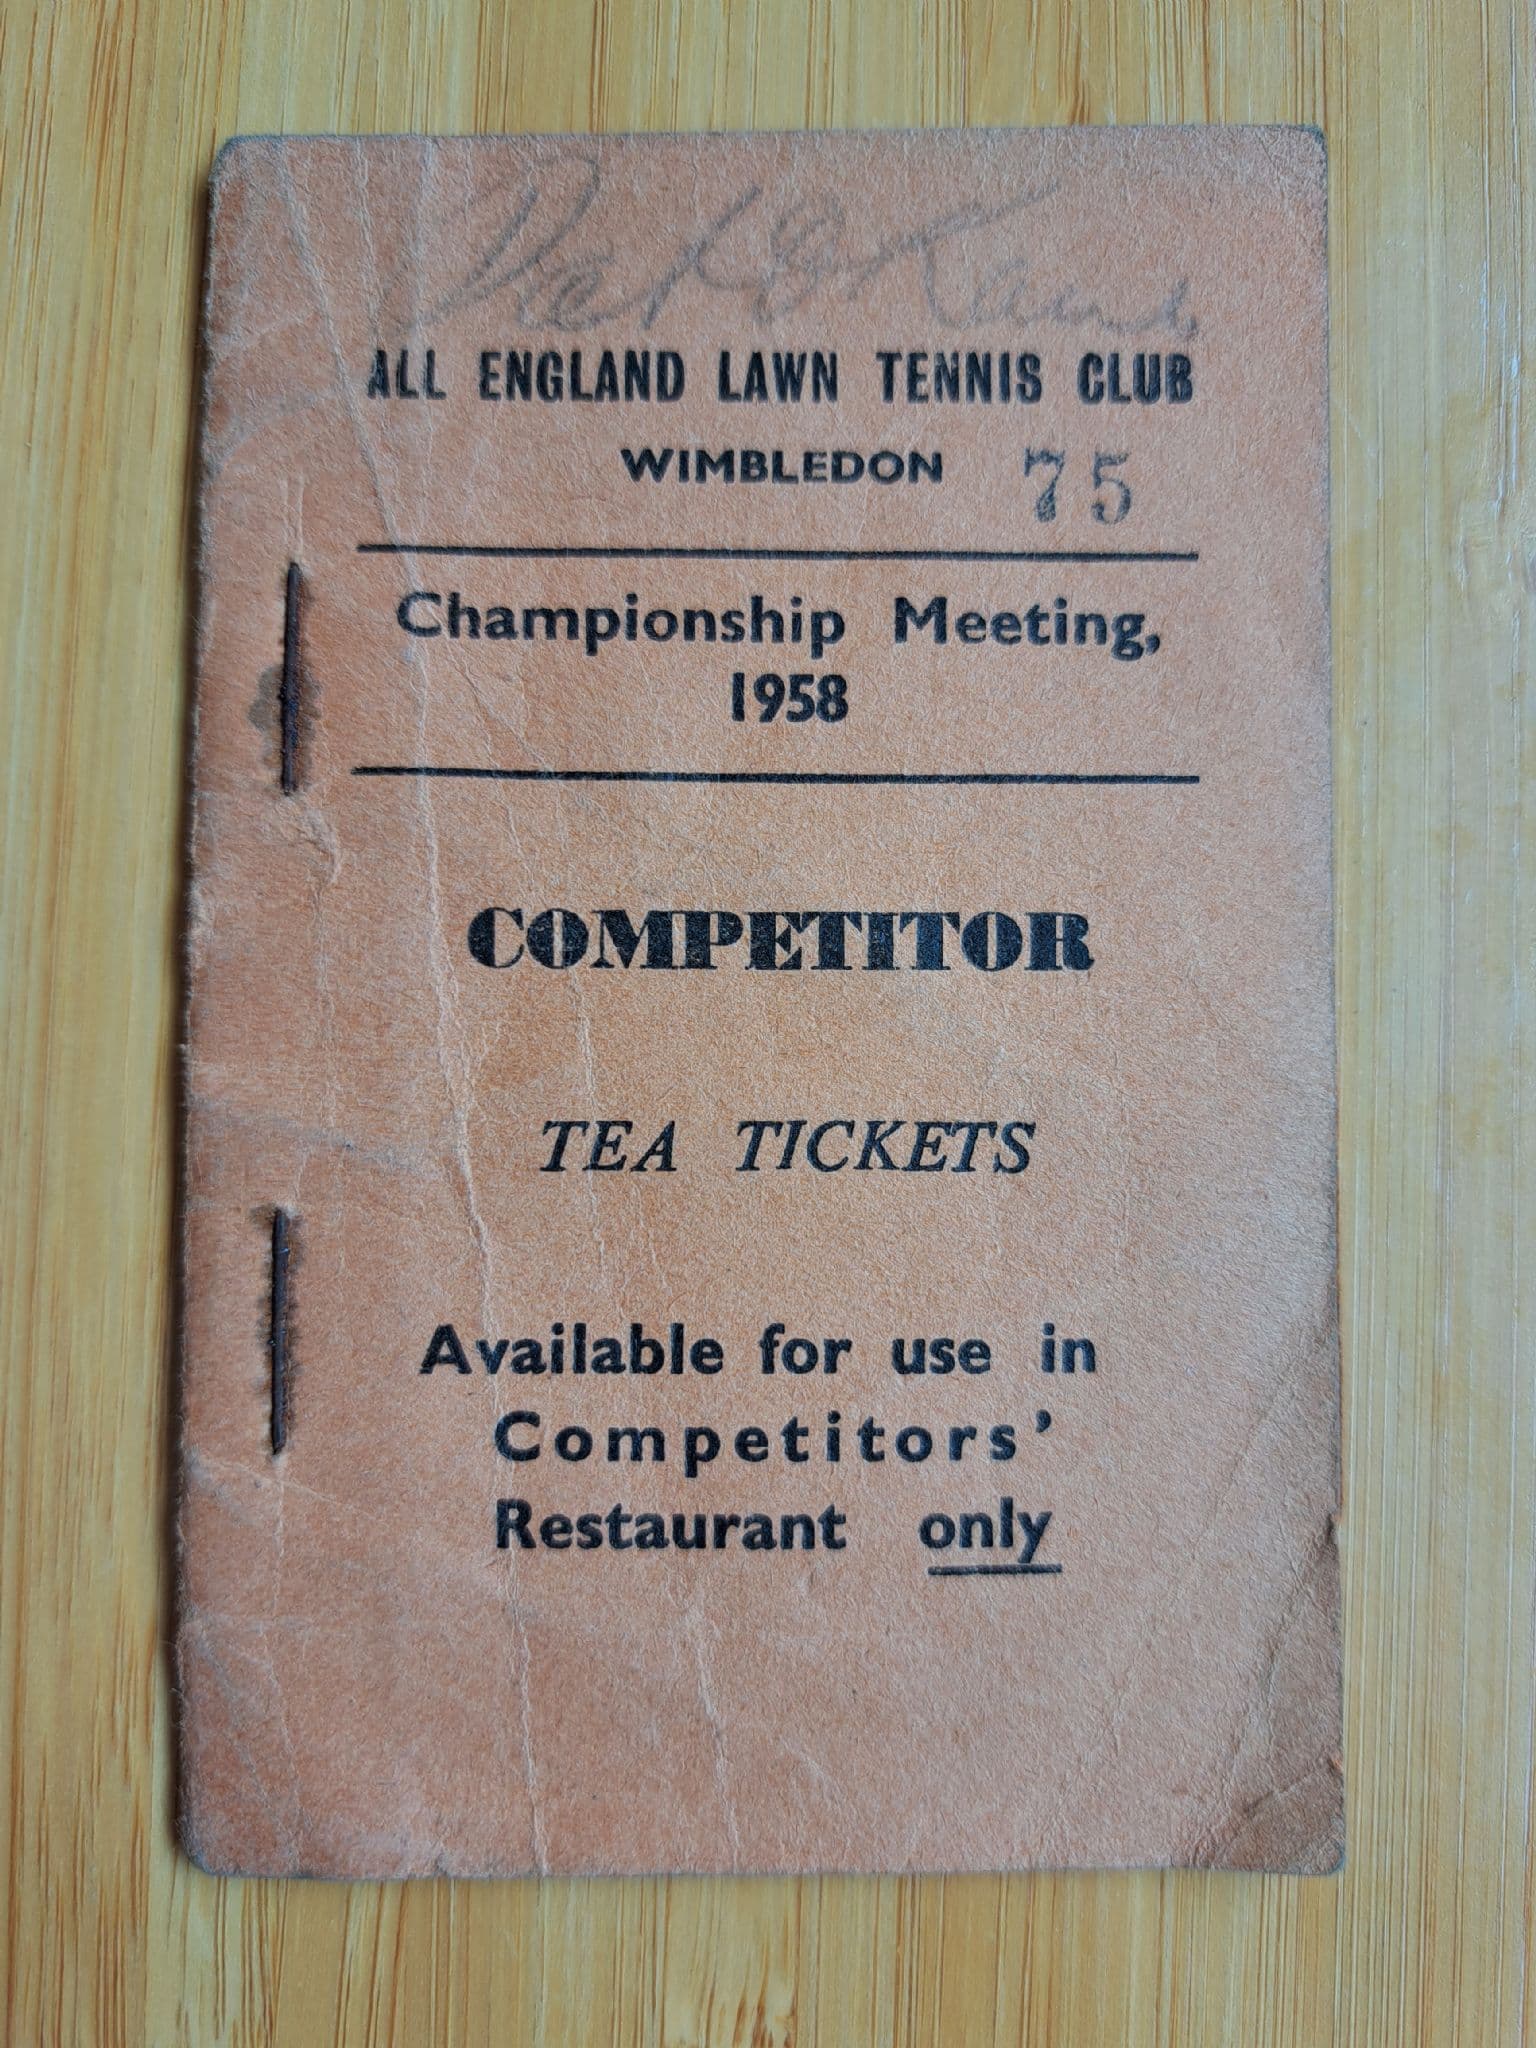 ALL ENGLAND LAWN TENNIS CLUB
WIMBLEDON 75
Championship Meeting,
1958
COMPETITOR
TEA TICKETS
Available for use in
Competitors’
Restaurant only